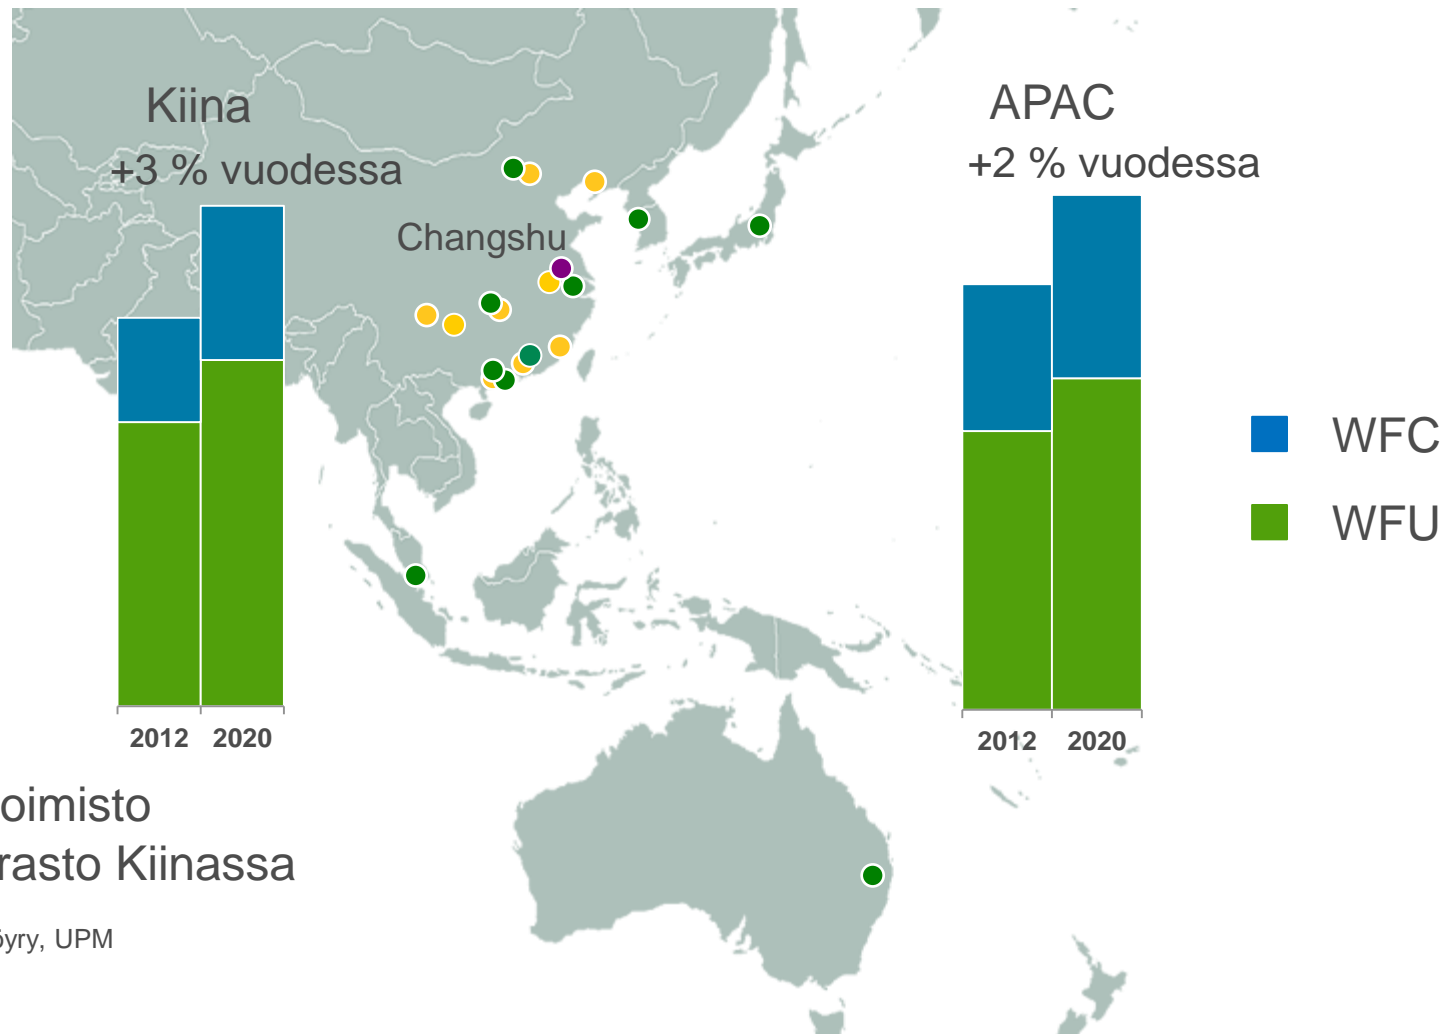 Kiina
+3 % vuodessa
APAC
+2 % vuodessa
Changshu
WFC
WFU
2012 2020
2012 2020
oimisto
rasto Kiinassa
öyry, UPM